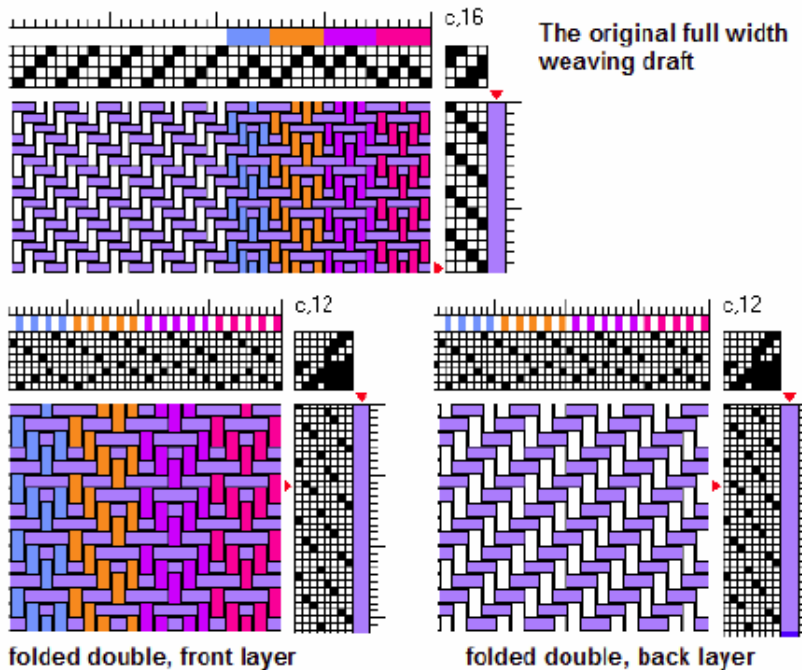 c,16
The original full width
weaving draft
c,12
c,12
folded double, front layer
folded double, back layer